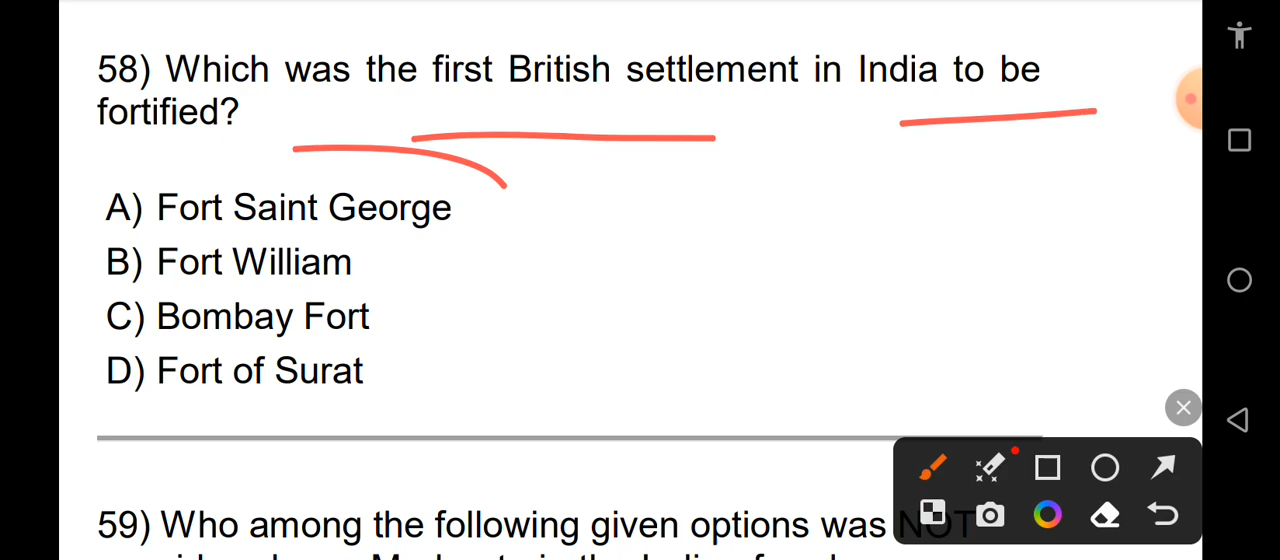 58) Which was the first British settlement in India to be
fortified?
A) Fort Saint George
B) Fort William
C) Bombay Fort
D) Fort of Surat
59) Who among the following given options was NOT